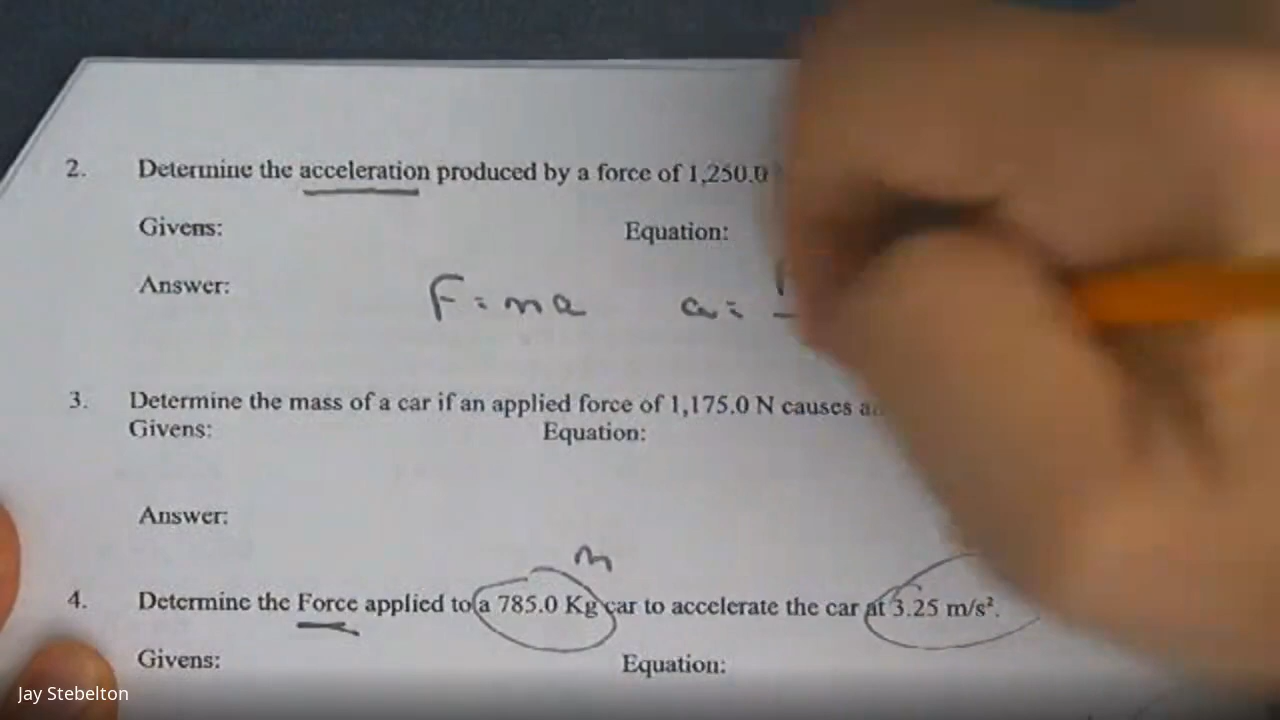 2. Determine the acceleration produced by a force of 1,250.0
Givens: Equation:
Answer:
F = ma a =
3. Determine the mass of a car if an applied force of 1,175.0 N causes
Givens: Equation:
Answer:
m
4. Determine the Force applied to a 785.0 Kg car to accelerate the car at 3.25 m/s².
Givens: Equation:
Jay Stebelton